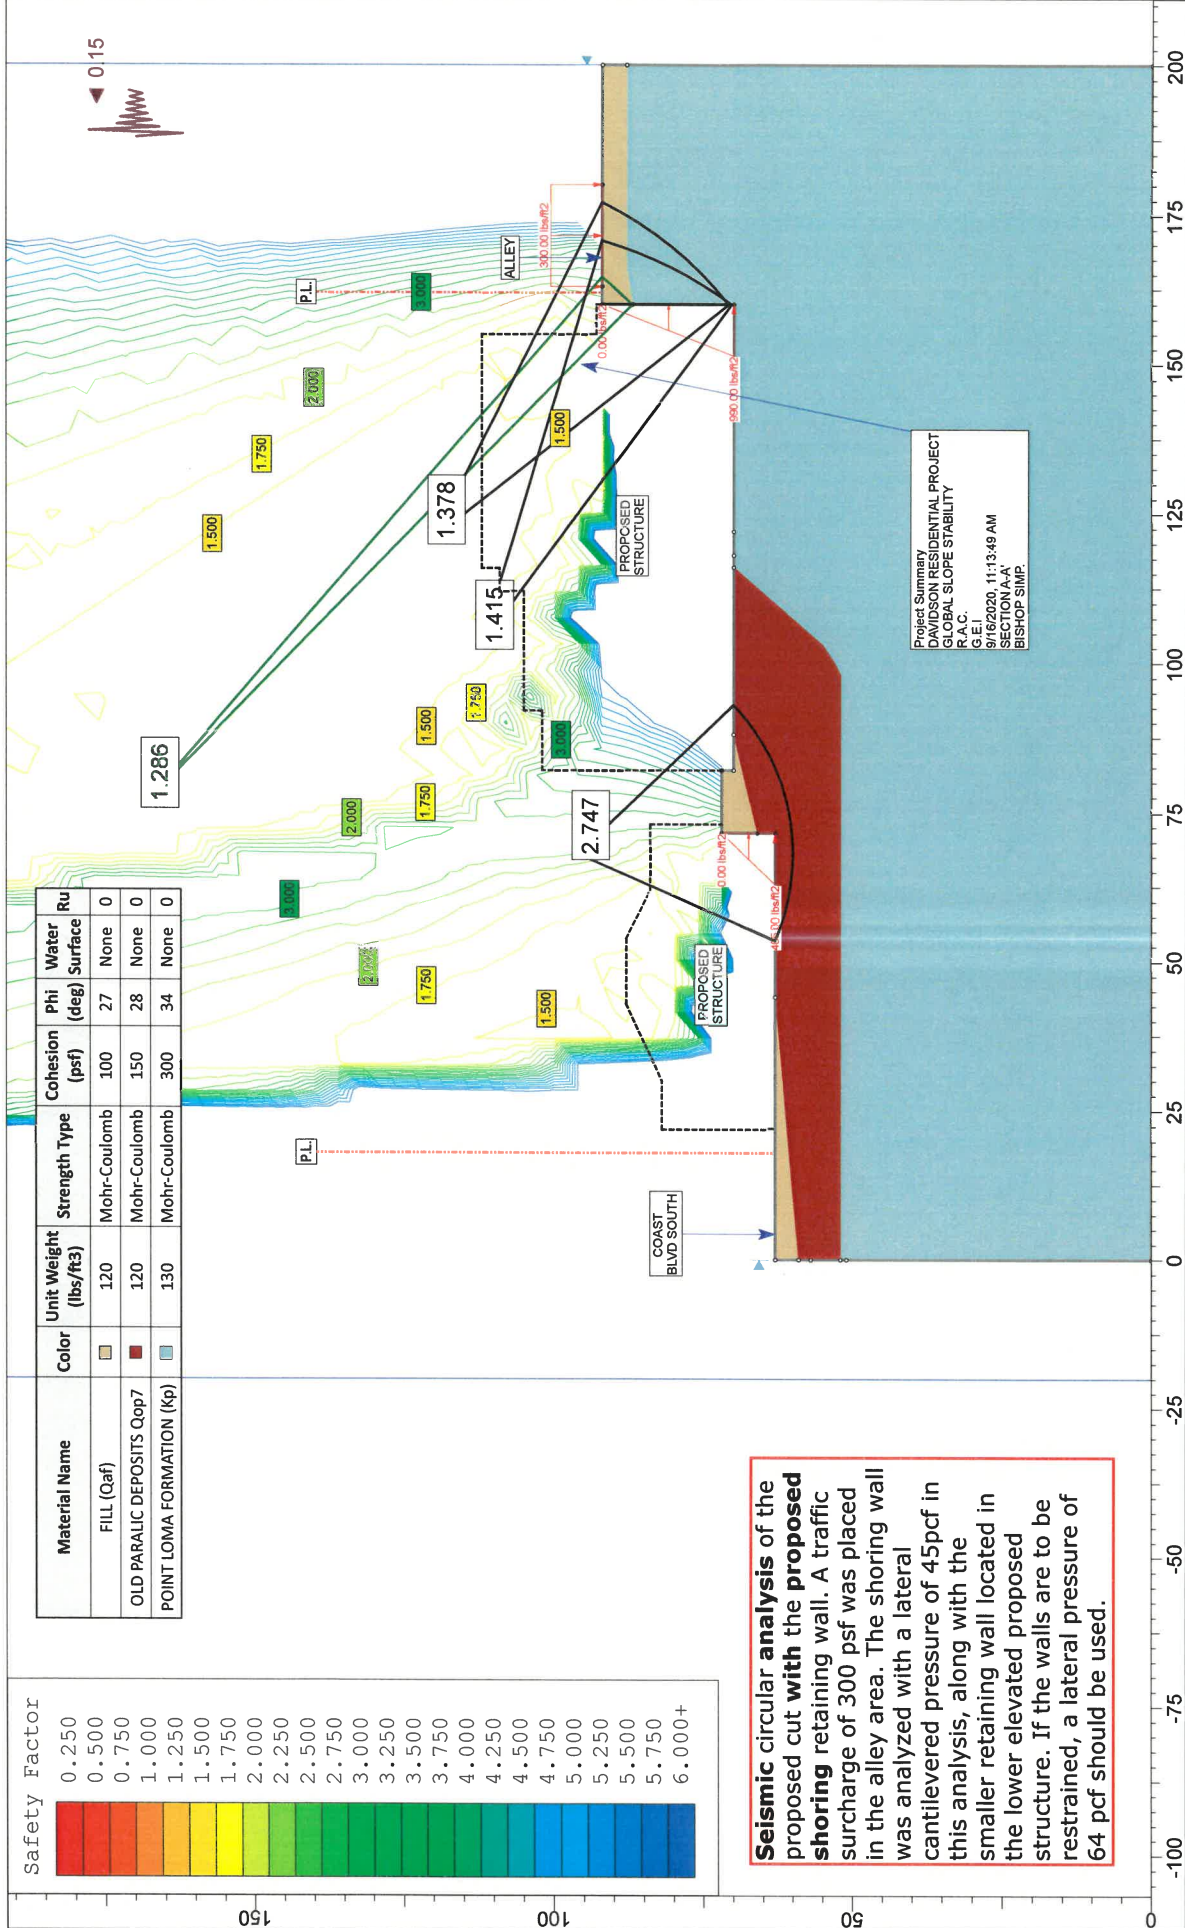 Safety Factor
0.250
0.500
0.750
1.000
1.250
1.500
1.750
2.000
2.250
2.500
2.750
3.000
3.250
3.500
3.750
4.000
4.250
4.500
4.750
5.000
5.250
5.500
5.750
6.000+
Material Name Color Unit Weight (lbs/ft3) Strength Type Cohesion (psf) Phi (deg) Water Surface Ru
FILL (Qaf) 120 Mohr-Coulomb 100 27 None 0
OLD PARALIC DEPOSITS Qop7 120 Mohr-Coulomb 150 28 None 0
POINT LOMA FORMATION (Kp) 130 Mohr-Coulomb 300 34 None 0
0.15
P.L.
P.L.
ALLEY
300.00 lbs/ft2
0.00 lbs/ft2
990.00 lbs/ft2
0.00 lbs/ft2
1.286
1.378
1.415
2.747
3.000
2.000
1.750
1.500
1.500
1.750
1.500
3.000
1.750
2.000
3.000
1.750
1.500
PROPOSED
STRUCTURE
PROPOSED
STRUCTURE
COAST
BLVD SOUTH
Project Summary
DAVIDSON RESIDENTIAL PROJECT
GLOBAL SLOPE STABILITY
R.A.C.
G.E.I
9/16/2020, 11:13:49 AM
SECTION A-A'
BISHOP SIMP.
Seismic circular analysis of the
proposed cut with the proposed
shoring retaining wall. A traffic
surcharge of 300 psf was placed
in the alley area. The shoring wall
was analyzed with a lateral
cantilevered pressure of 45pcf in
this analysis, along with the
smaller retaining wall located in
the lower elevated proposed
structure. If the walls are to be
restrained, a lateral pressure of
64 pcf should be used.
150
100
50
0
-100 -75 -50 -25 0 25 50 75 100 125 150 175 200